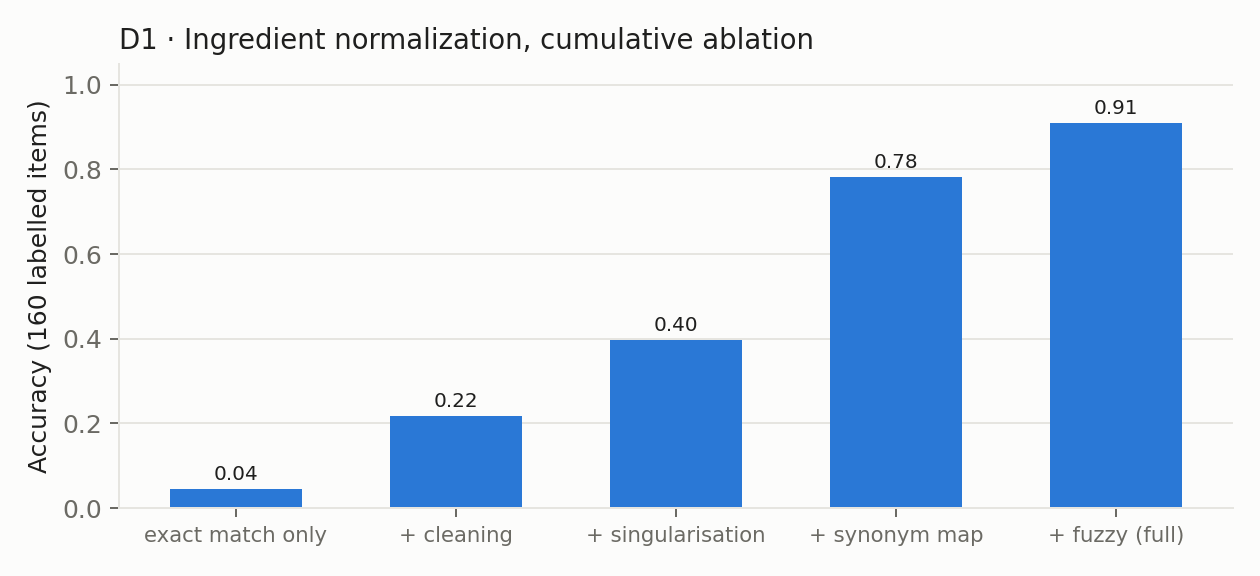 D1 · Ingredient normalization, cumulative ablation
Accuracy (160 labelled items)
1.0
0.8
0.6
0.4
0.2
0.0
0.04
0.22
0.40
0.78
0.91
exact match only
+ cleaning
+ singularisation
+ synonym map
+ fuzzy (full)